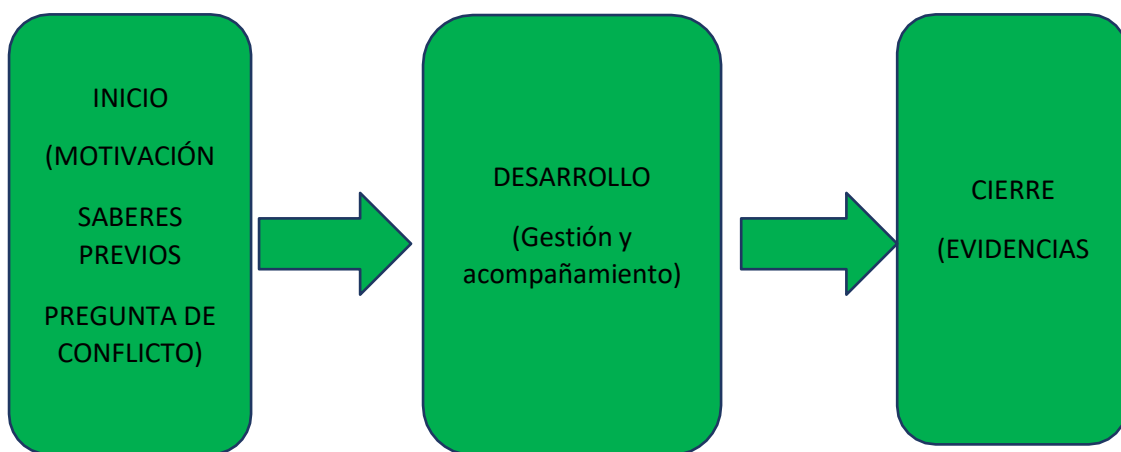 INICIO
(MOTIVACIÓN
SABERES
PREVIOS
PREGUNTA DE
CONFLICTO)
DESARROLLO
(Gestión y
acompañamiento)
CIERRE
(EVIDENCIAS